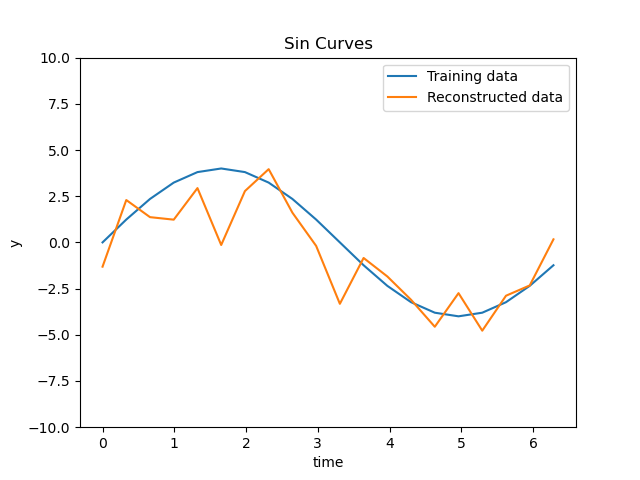 Sin Curves
10.0
7.5
5.0
2.5
0.0
−2.5
−5.0
−7.5
−10.0
y
Training data
Reconstructed data
0 1 2 3 4 5 6
time